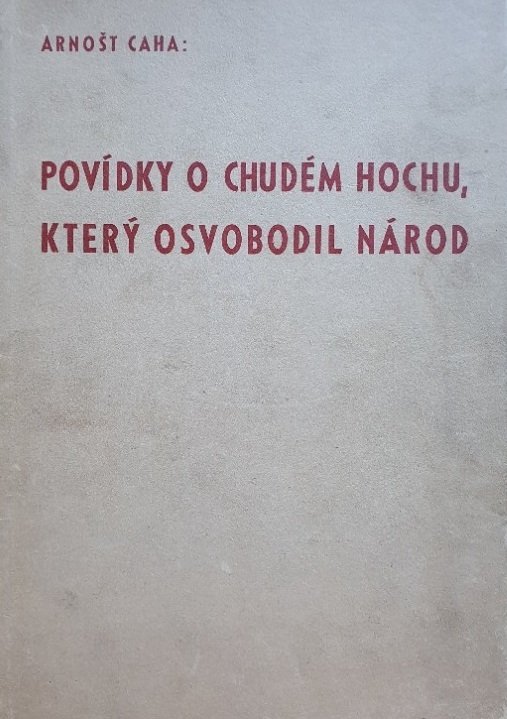 ARNOŠT CAHA:
POVÍDKY O CHUDÉM HOCHU,
KTERÝ OSVOBODIL NÁROD